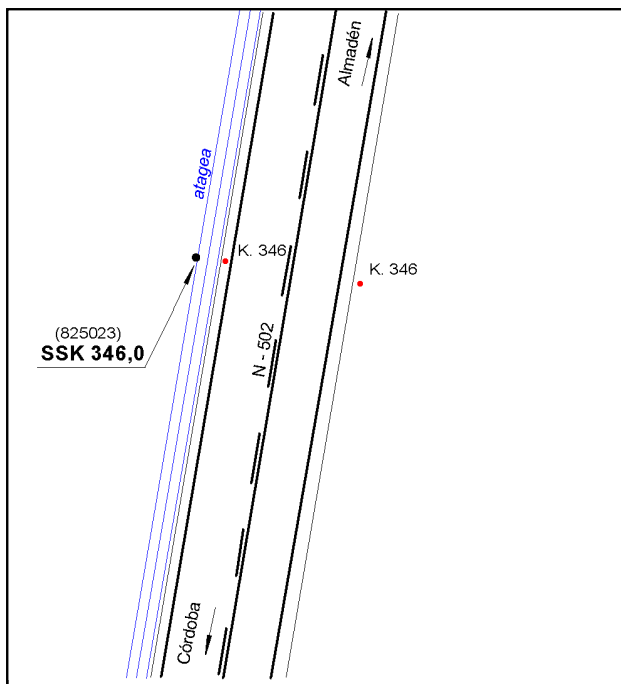 Almadén
atagea
K. 346
K. 346
(825023)
SSK 346,0
N - 502
Córdoba